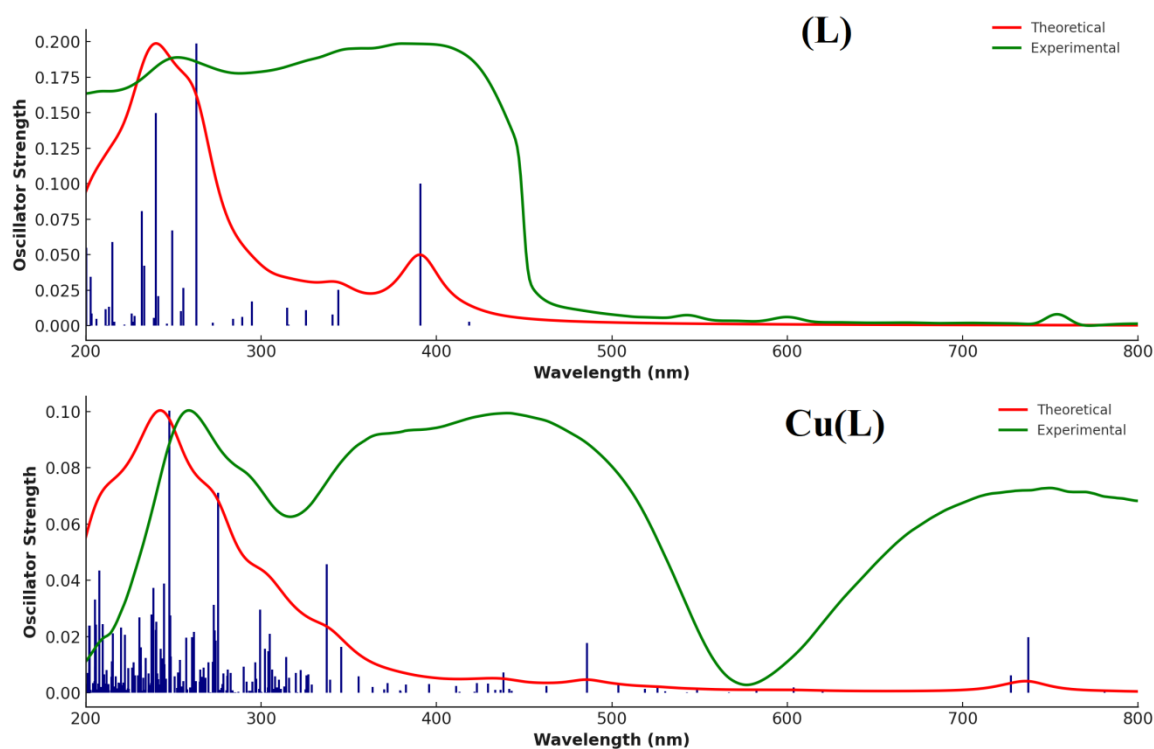 (L)
Theoretical
Experimental
0.200
0.175
0.150
0.125
0.100
0.075
0.050
0.025
0.000
Oscillator Strength
200 300 400 500 600 700 800
Wavelength (nm)
Cu(L)
Theoretical
Experimental
0.10
0.08
0.06
0.04
0.02
0.00
Oscillator Strength
200 300 400 500 600 700 800
Wavelength (nm)